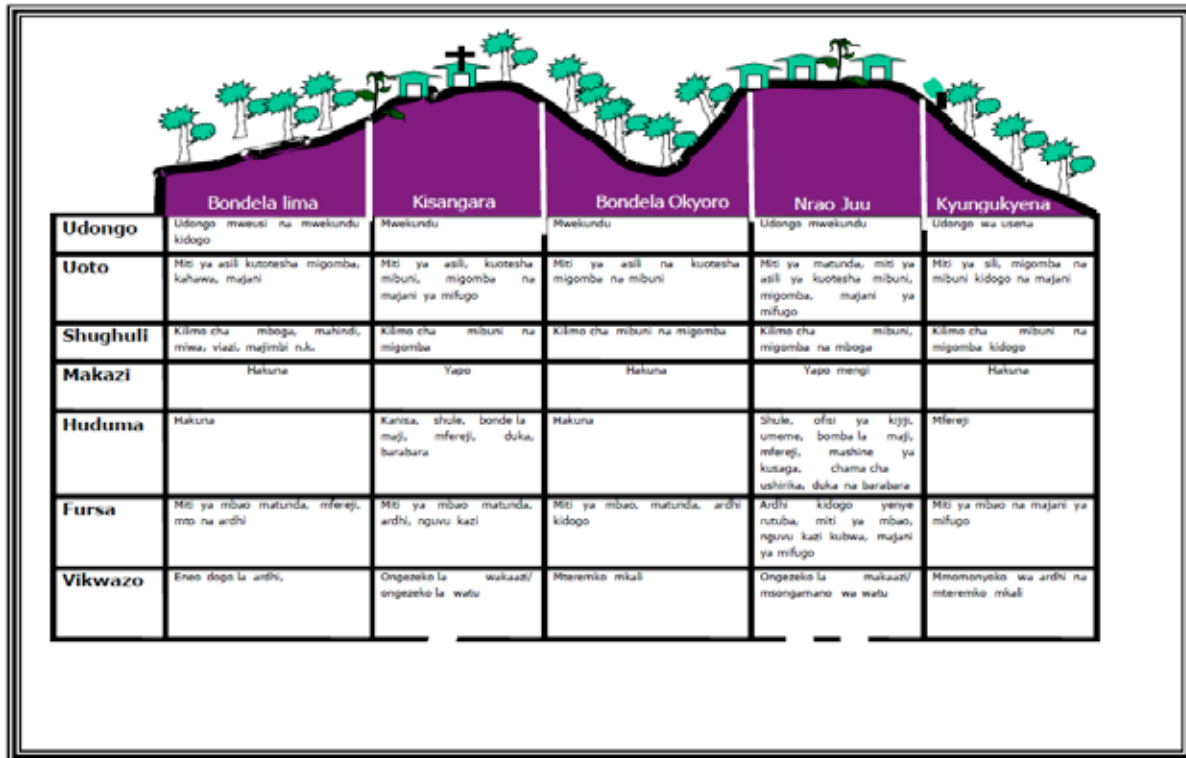 Bondela lima
Kisangara
Bondela Okyoro
Nrao Juu
Kyungukyena
Udongo
Udongo mweusi na mwekundu
kidogo
Mwekundu
Mwekundu
Udongo mwekundu
Udongo wa usena
Uoto
Miti ya asili kutotesha migomba,
kahawa, majani
Miti ya asili, kuotesha
mibuni, migomba na
majani ya mifugo
Miti ya asili na kuotesha
migomba na mibuni
Miti ya matunda, miti ya
asili ya kuotesha mibuni,
migomba, majani ya
mifugo
Miti ya sili, migomba na
mibuni kidogo na majani
Shughuli
Kilimo cha mboga, mahindi,
miwa, viazi, majimbi n.k.
Kilimo cha mibuni na
migomba
Kilimo cha mibuni na migomba
Kilimo cha mibuni,
migomba na mboga
Kilimo cha mibuni na
migomba kidogo
Makazi
Hakuna
Yapo
Hakuna
Yapo mengi
Hakuna
Huduma
Hakuna
Kanisa, shule, bonde la
maji, mfereji, duka,
barabara
Hakuna
Shule, ofisi ya kijiji,
umeme, bomba la maji,
mfereji, mashine ya
kusaga, chama cha
ushirika, duka na barabara
Mfereji
Fursa
Miti ya mbao matunda, mfereji,
mto na ardhi
Miti ya mbao matunda,
ardhi, nguvu kazi
Miti ya mbao, matunda, ardhi
kidogo
Ardhi kidogo yenye
rutuba, miti ya mbao,
nguvu kazi kubwa, majani
ya mifugo
Miti ya mbao na majani ya
mifugo
Vikwazo
Eneo dogo la ardhi,
Ongezeko la wakaazi/
ongezeko la watu
Mteremko mkali
Ongezeko la makaazi/
msongamano wa watu
Mmomonyoko wa ardhi na
mteremko mkali